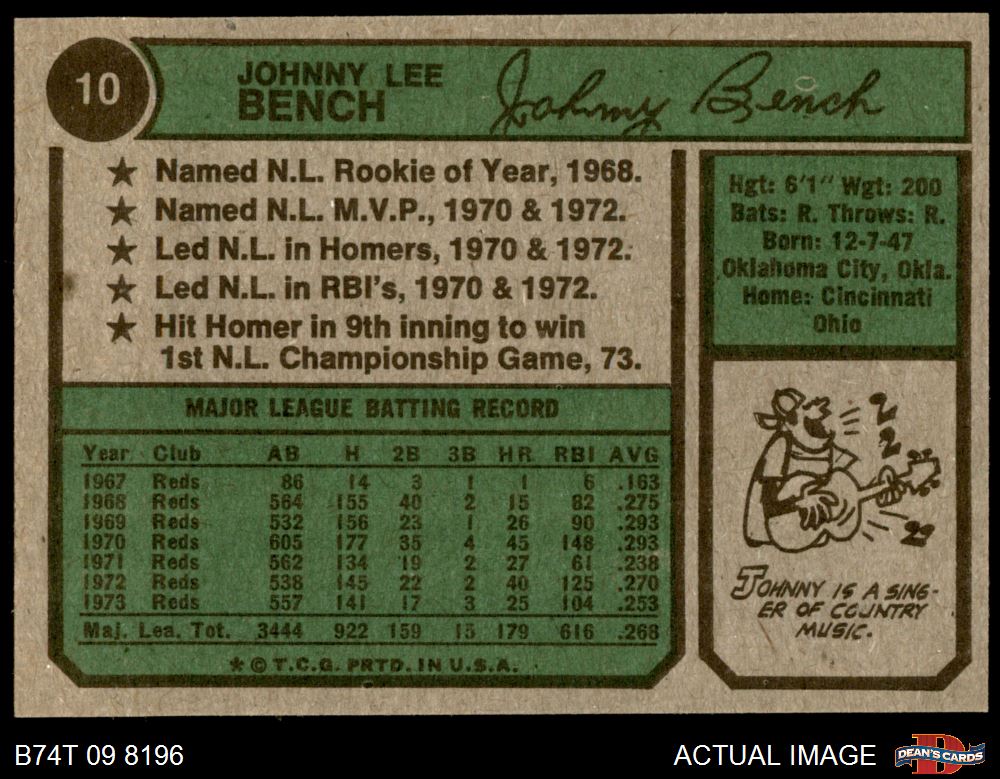 10
JOHNNY LEE
BENCH
Johnny Bench
★ Named N.L. Rookie of Year, 1968.
★ Named N.L. M.V.P., 1970 & 1972.
★ Led N.L. in Homers, 1970 & 1972.
★ Led N.L. in RBI's, 1970 & 1972.
★ Hit Homer in 9th inning to win
1st N.L. Championship Game, 73.
Hgt: 6'1" Wgt: 200
Bats: R. Throws: R.
Born: 12-7-47
Oklahoma City, Okla.
Home: Cincinnati
Ohio
MAJOR LEAGUE BATTING RECORD
Year Club AB H 2B 3B HR RBI AVG
1967 Reds 86 14 3 1 1 6 .163
1968 Reds 564 155 40 2 15 82 .275
1969 Reds 532 156 23 1 26 90 .293
1970 Reds 605 177 35 4 45 148 .293
1971 Reds 562 134 19 2 27 61 .238
1972 Reds 538 145 22 2 40 125 .270
1973 Reds 557 141 17 3 25 104 .253
Maj. Lea. Tot. 3444 922 159 15 179 616 .268
★ © T.C.G. PRTD. IN U.S.A.
JOHNNY IS A SING-
ER OF COUNTRY
MUSIC.
B74T 09 8196
ACTUAL IMAGE
DEAN'S CARDS